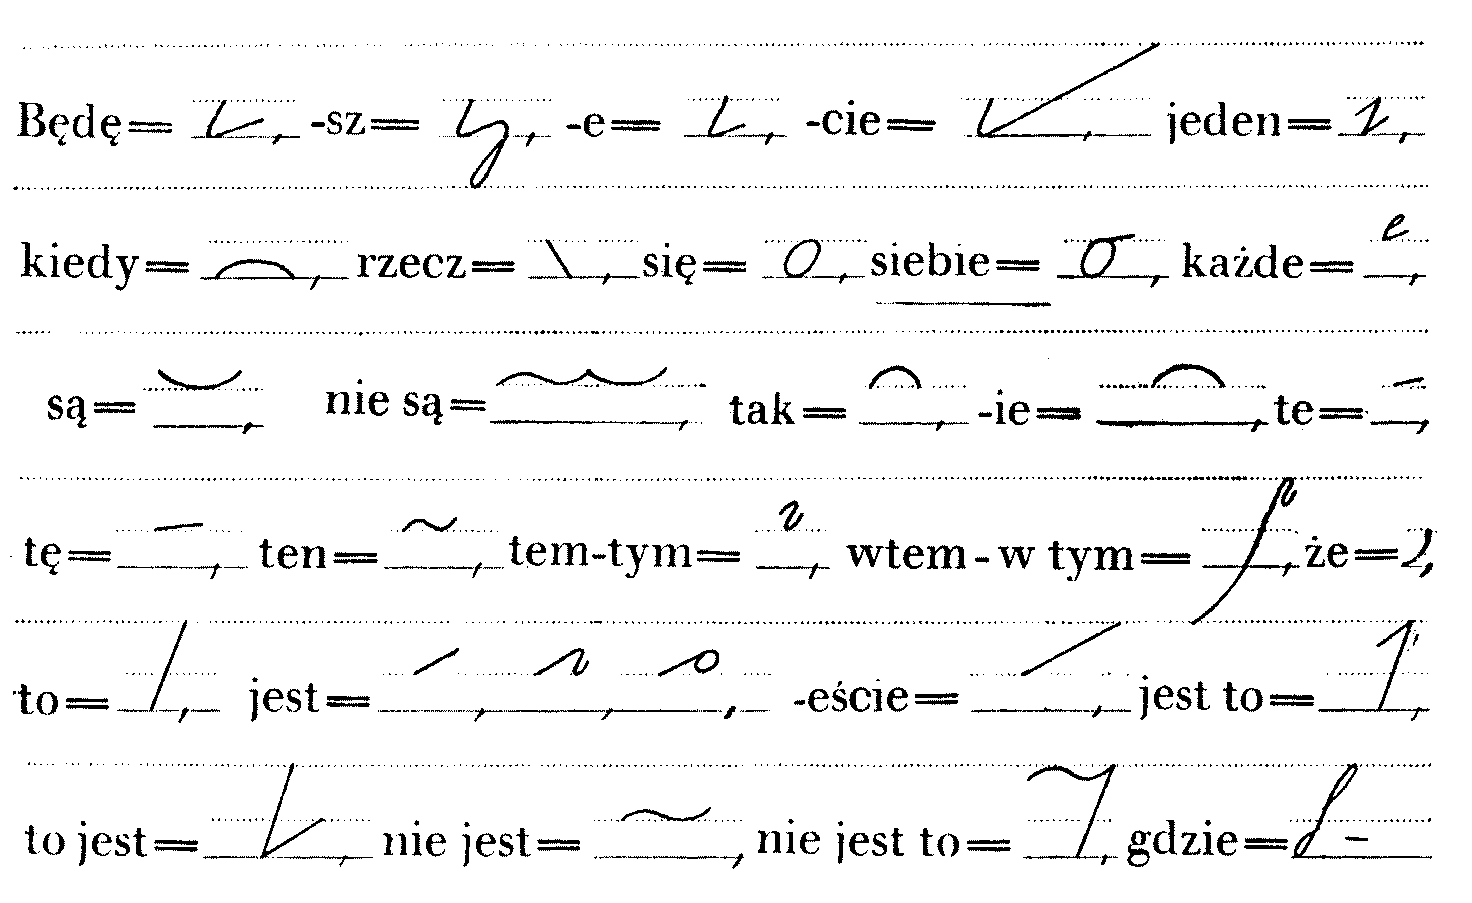 Będę= , -sz= , -e= , -cie= , jeden= ,
kiedy= , rzecz= , się= , siebie= , każde= ,
są= , nie są= , tak= , -ie= , te= ,
tę= , ten= , tem-tym= , wtem-w tym= , że= ,
to= , jest= , , , -eście= , jest to= ,
to jest= , nie jest= , nie jest to= , gdzie= -